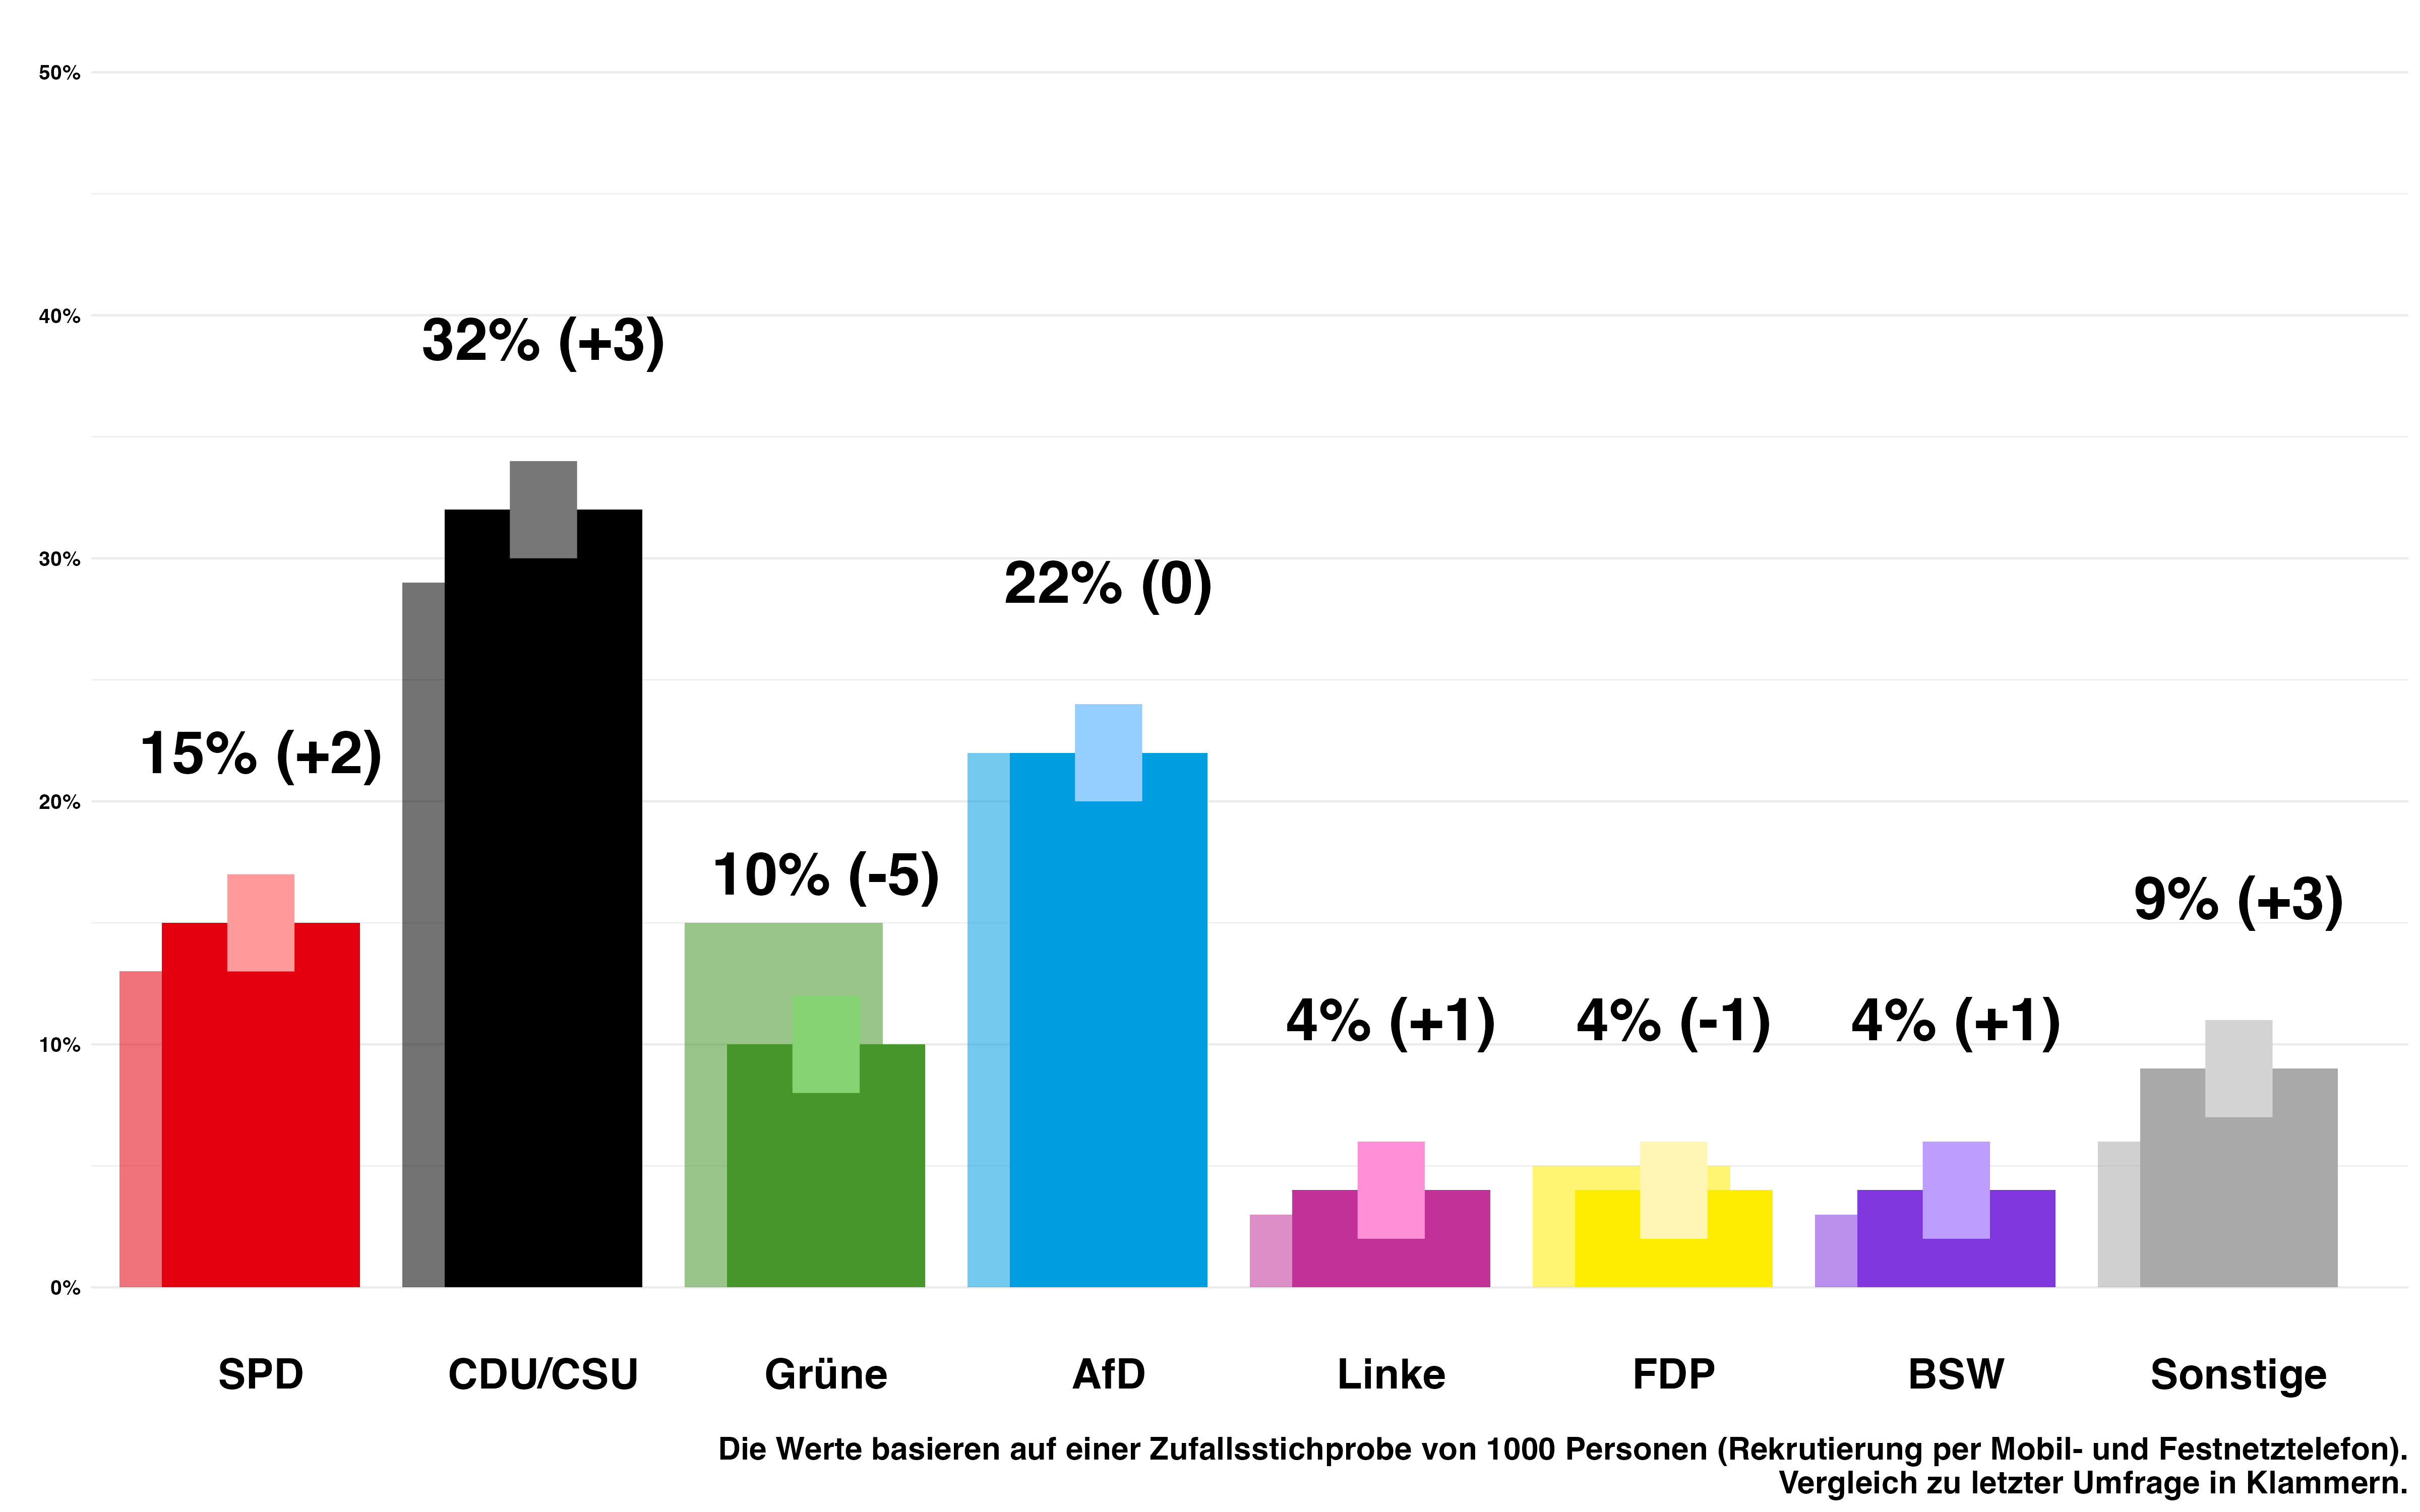 50%
40%
30%
20%
10%
0%
15% (+2)
32% (+3)
10% (-5)
22% (0)
4% (+1)
4% (-1)
4% (+1)
9% (+3)
SPD
CDU/CSU
Grüne
AfD
Linke
FDP
BSW
Sonstige
Die Werte basieren auf einer Zufallsstichprobe von 1000 Personen (Rekrutierung per Mobil- und Festnetztelefon).
Vergleich zu letzter Umfrage in Klammern.